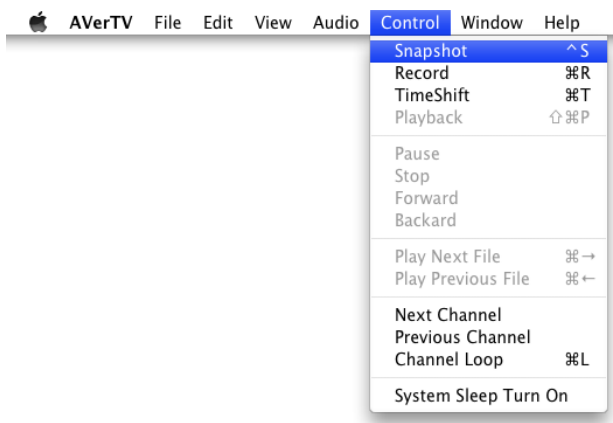 AVerTV File Edit View Audio Control Window Help
Snapshot ^S
Record ⌘R
TimeShift ⌘T
Playback ⇧⌘P
Pause
Stop
Forward
Backard
Play Next File ⌘→
Play Previous File ⌘←
Next Channel
Previous Channel
Channel Loop ⌘L
System Sleep Turn On